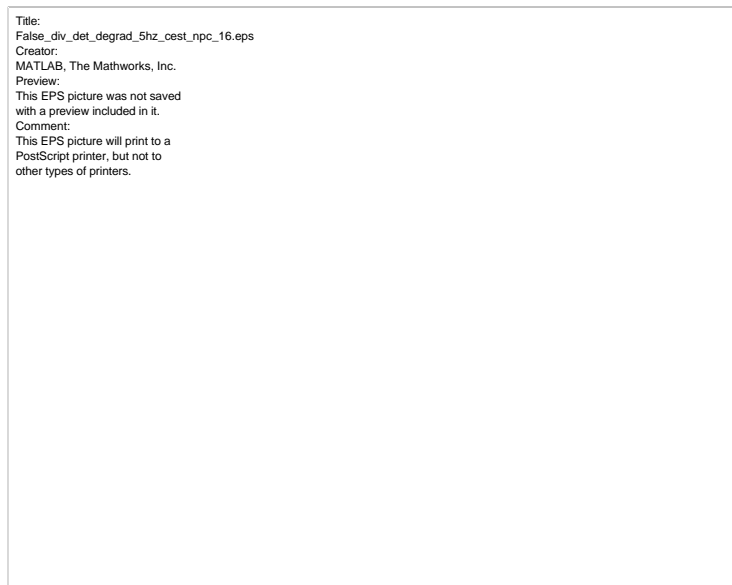 Title:
False_div_det_degrad_5hz_cest_npc_16.eps
Creator:
MATLAB, The Mathworks, Inc.
Preview:
This EPS picture was not saved
with a preview included in it.
Comment:
This EPS picture will print to a
PostScript printer, but not to
other types of printers.